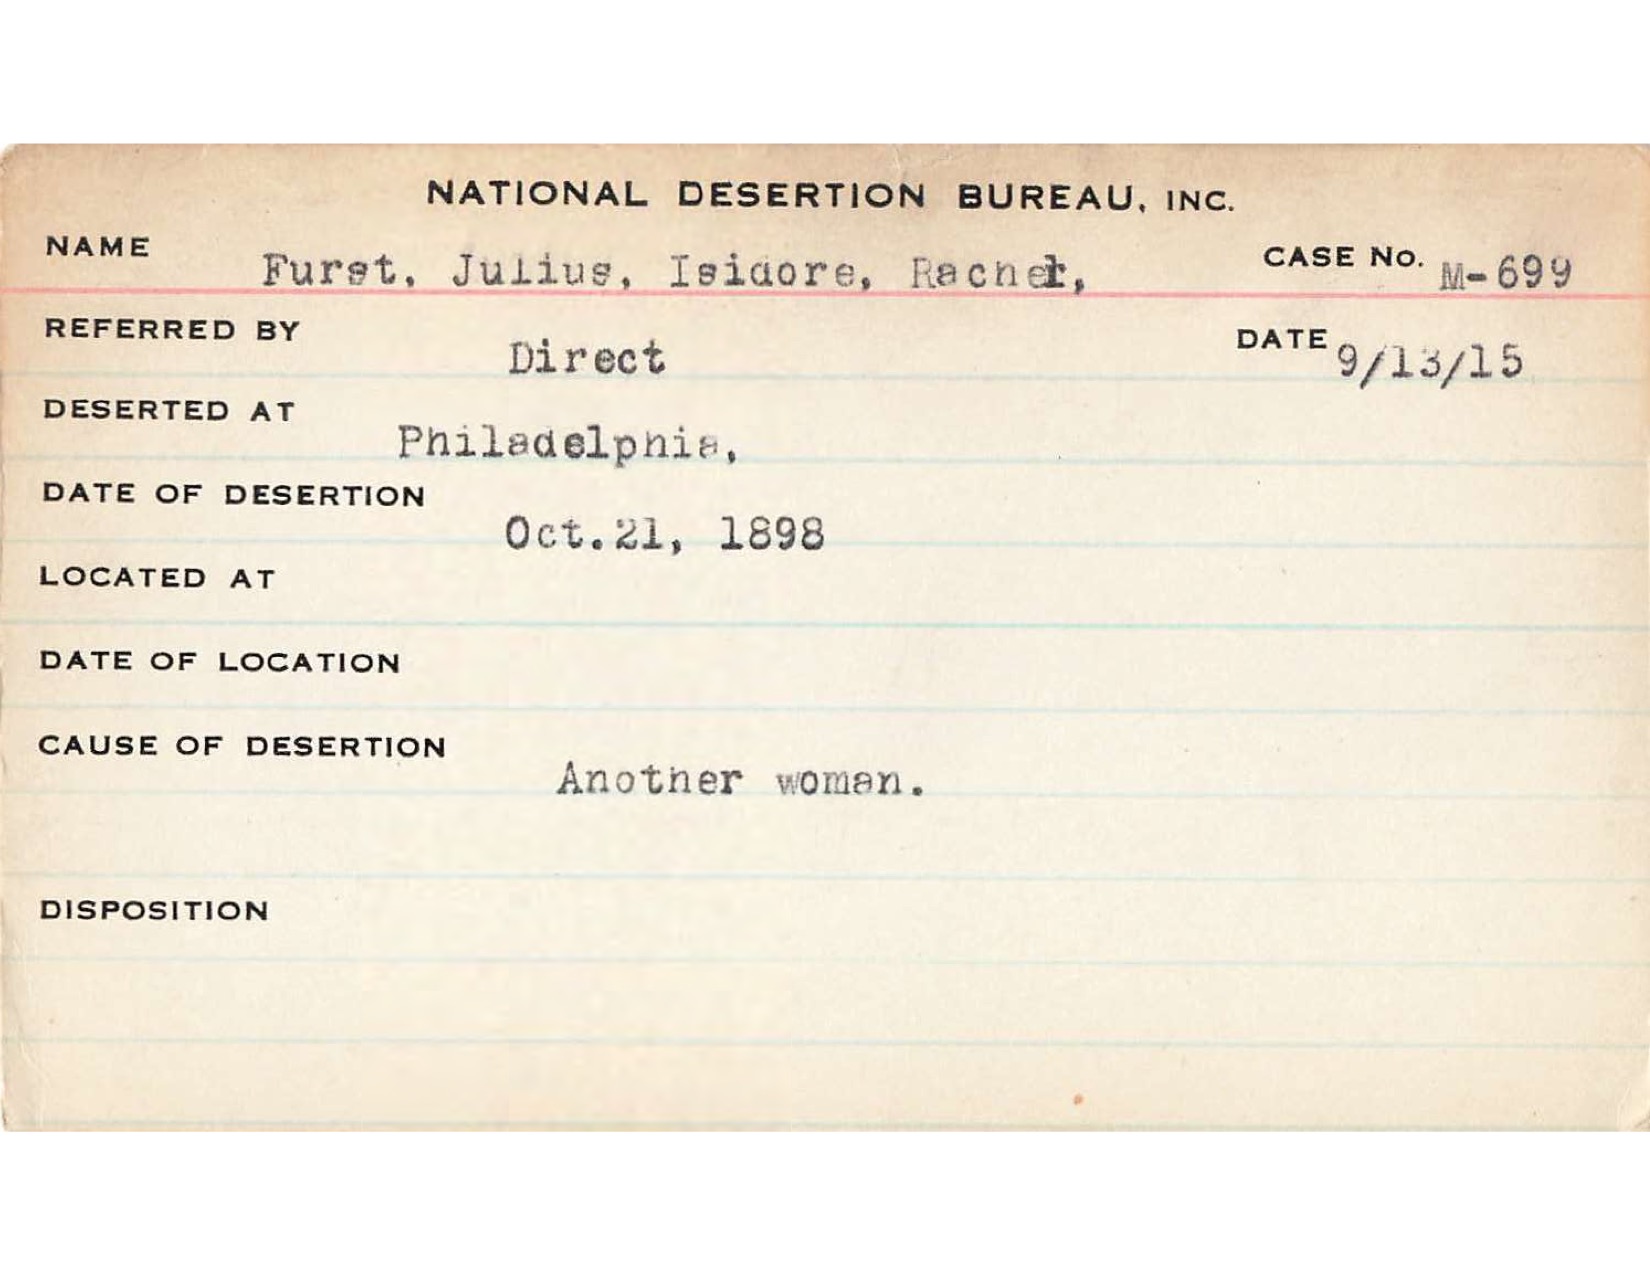 NATIONAL DESERTION BUREAU, INC.
NAME Furst, Julius, Isidore, Rachel, CASE No. M-699
REFERRED BY Direct DATE 9/13/15
DESERTED AT Philadelphia,
DATE OF DESERTION Oct.21, 1898
LOCATED AT
DATE OF LOCATION
CAUSE OF DESERTION Another woman.
DISPOSITION